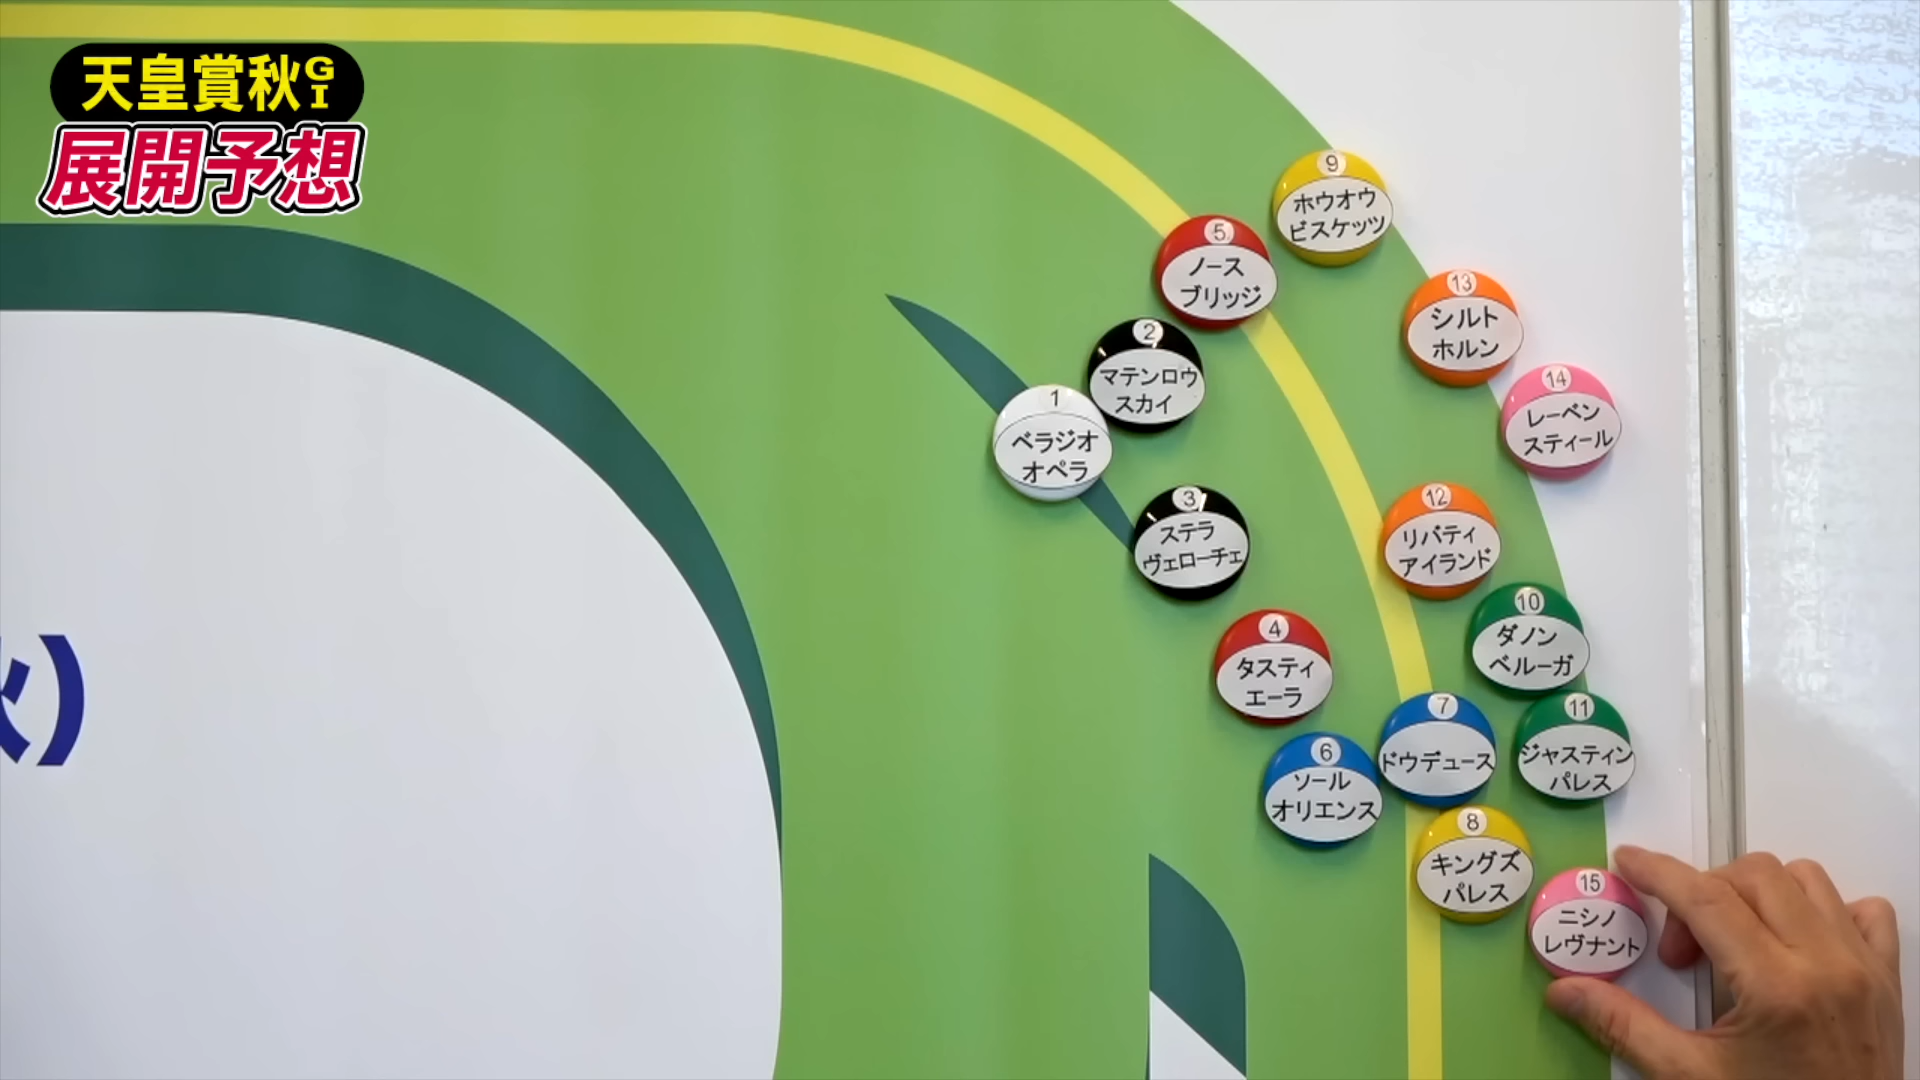 天皇賞秋GI
展開予想
9
ホウオウ
ビスケッツ
5
ノース
ブリッジ
13
シルト
ホルン
2
マテンロウ
スカイ
14
レーベン
スティール
1
ベラジオ
オペラ
3
ステラ
ヴェローチェ
12
リバティ
アイランド
10
ダノン
ベルーガ
4
タスティ
エーラ
7
ドウデュース
11
ジャスティン
パレス
6
ソール
オリエンス
8
キングズ
パレス
15
ニシノ
レヴナント